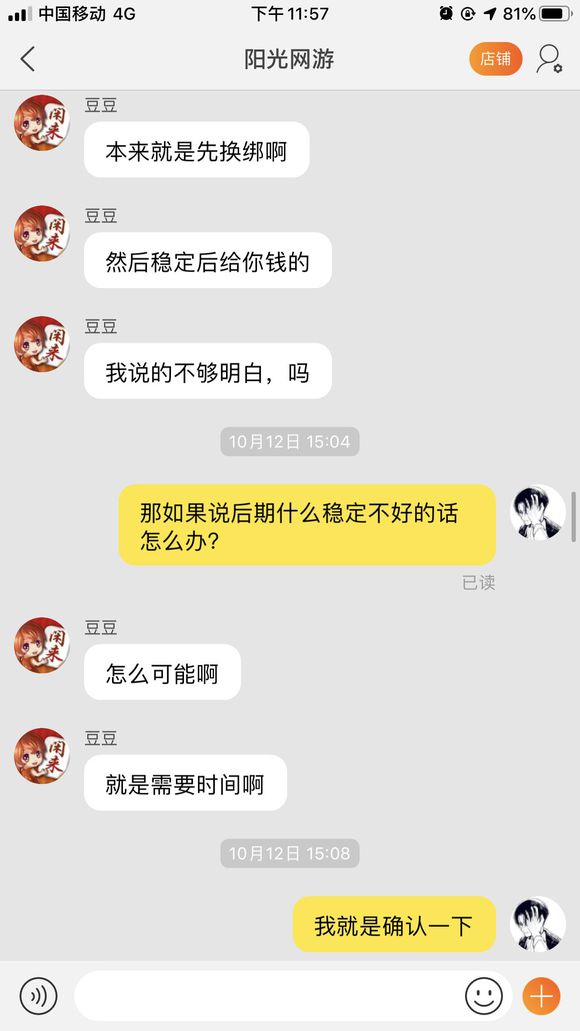 中国移动 4G 下午11:57 81%
阳光网游 店铺
豆豆
闲来
本来就是先换绑啊
豆豆
闲来
然后稳定后给你钱的
豆豆
闲来
我说的不够明白，吗
10月12日 15:04
那如果说后期什么稳定不好的话
怎么办？
已读
豆豆
闲来
怎么可能啊
豆豆
闲来
就是需要时间啊
10月12日 15:08
我就是确认一下